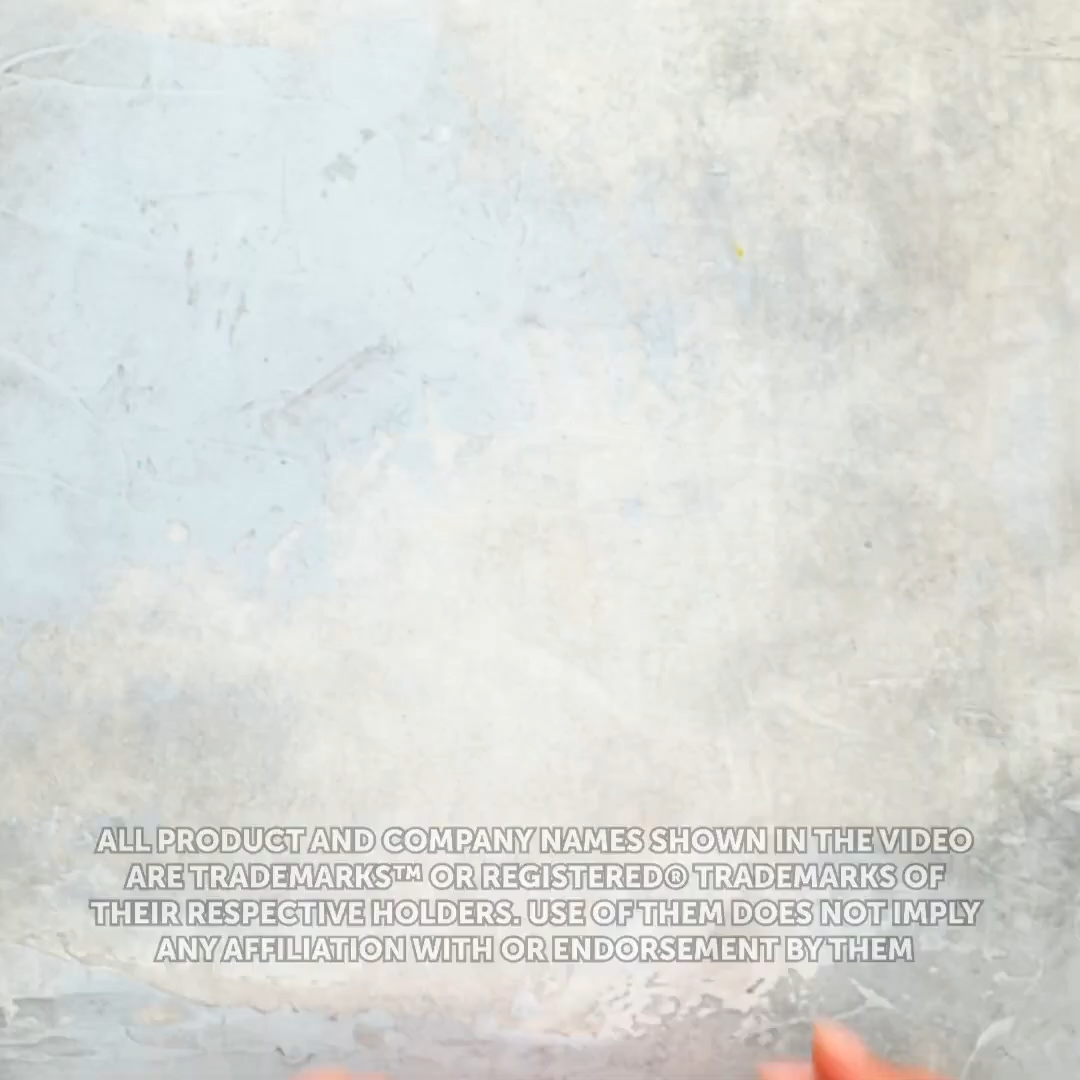 ALL PRODUCT AND COMPANY NAMES SHOWN IN THE VIDEO
ARE TRADEMARKS™ OR REGISTERED® TRADEMARKS OF
THEIR RESPECTIVE HOLDERS. USE OF THEM DOES NOT IMPLY
ANY AFFILIATION WITH OR ENDORSEMENT BY THEM